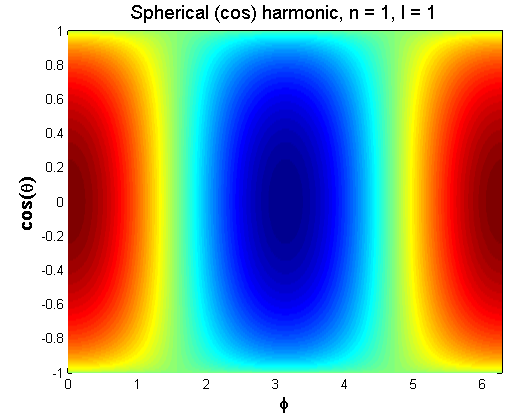 Spherical (cos) harmonic, n = 1, l = 1
1
0.8
0.6
0.4
0.2
0
-0.2
-0.4
-0.6
-0.8
-1
cos(θ)
0 1 2 3 4 5 6
ϕ